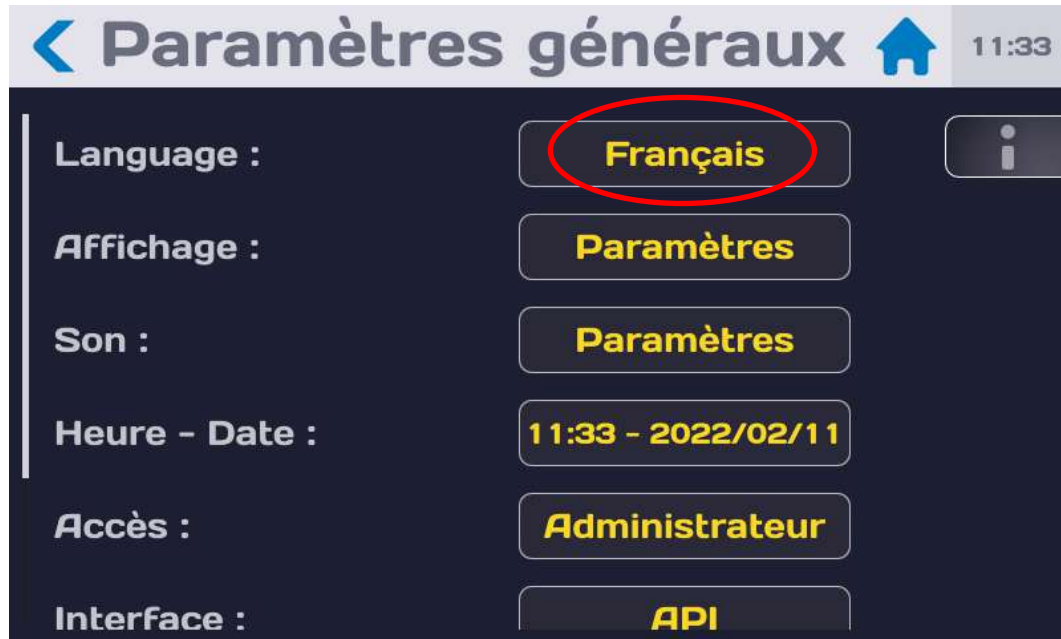 Paramètres généraux 11:33
Language : Français
Affichage : Paramètres
Son : Paramètres
Heure - Date : 11:33 - 2022/02/11
Accès : Administrateur
Interface : API